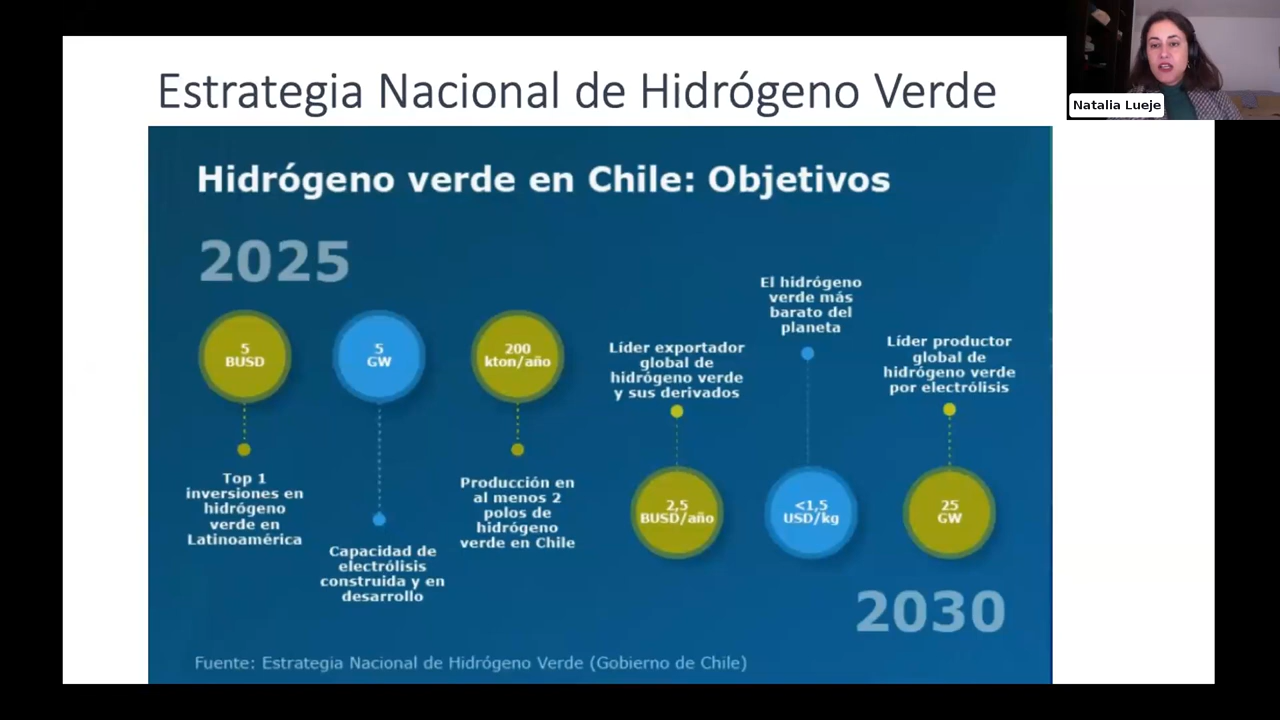 Estrategia Nacional de Hidrógeno Verde
Natalia Lueje
Hidrógeno verde en Chile: Objetivos
2025
5
BUSD
Top 1
inversiones en
hidrógeno
verde en
Latinoamérica
5
GW
Capacidad de
electrólisis
construida y en
desarrollo
200
kton/año
Producción en
al menos 2
polos de
hidrógeno
verde en Chile
Líder exportador
global de
hidrógeno verde
y sus derivados
2,5
BUSD/año
El hidrógeno
verde más
barato del
planeta
<1,5
USD/kg
Líder productor
global de
hidrógeno verde
por electrólisis
25
GW
2030
Fuente: Estrategia Nacional de Hidrógeno Verde (Gobierno de Chile)